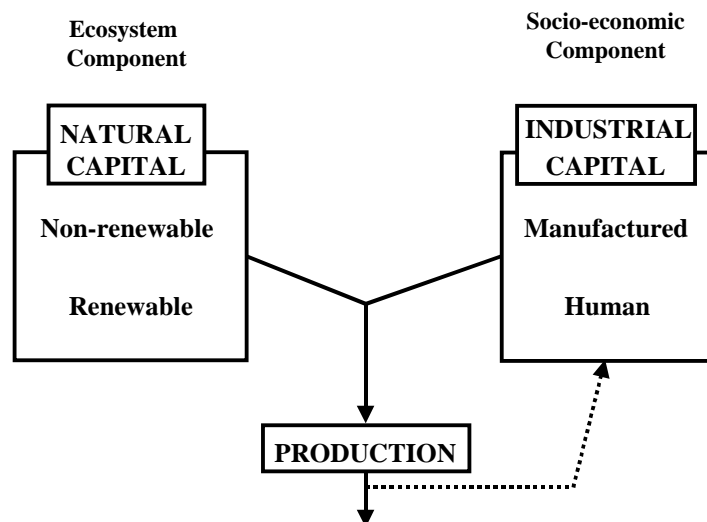 Ecosystem
Component
Socio-economic
Component
NATURAL
CAPITAL
Non-renewable
Renewable
INDUSTRIAL
CAPITAL
Manufactured
Human
PRODUCTION